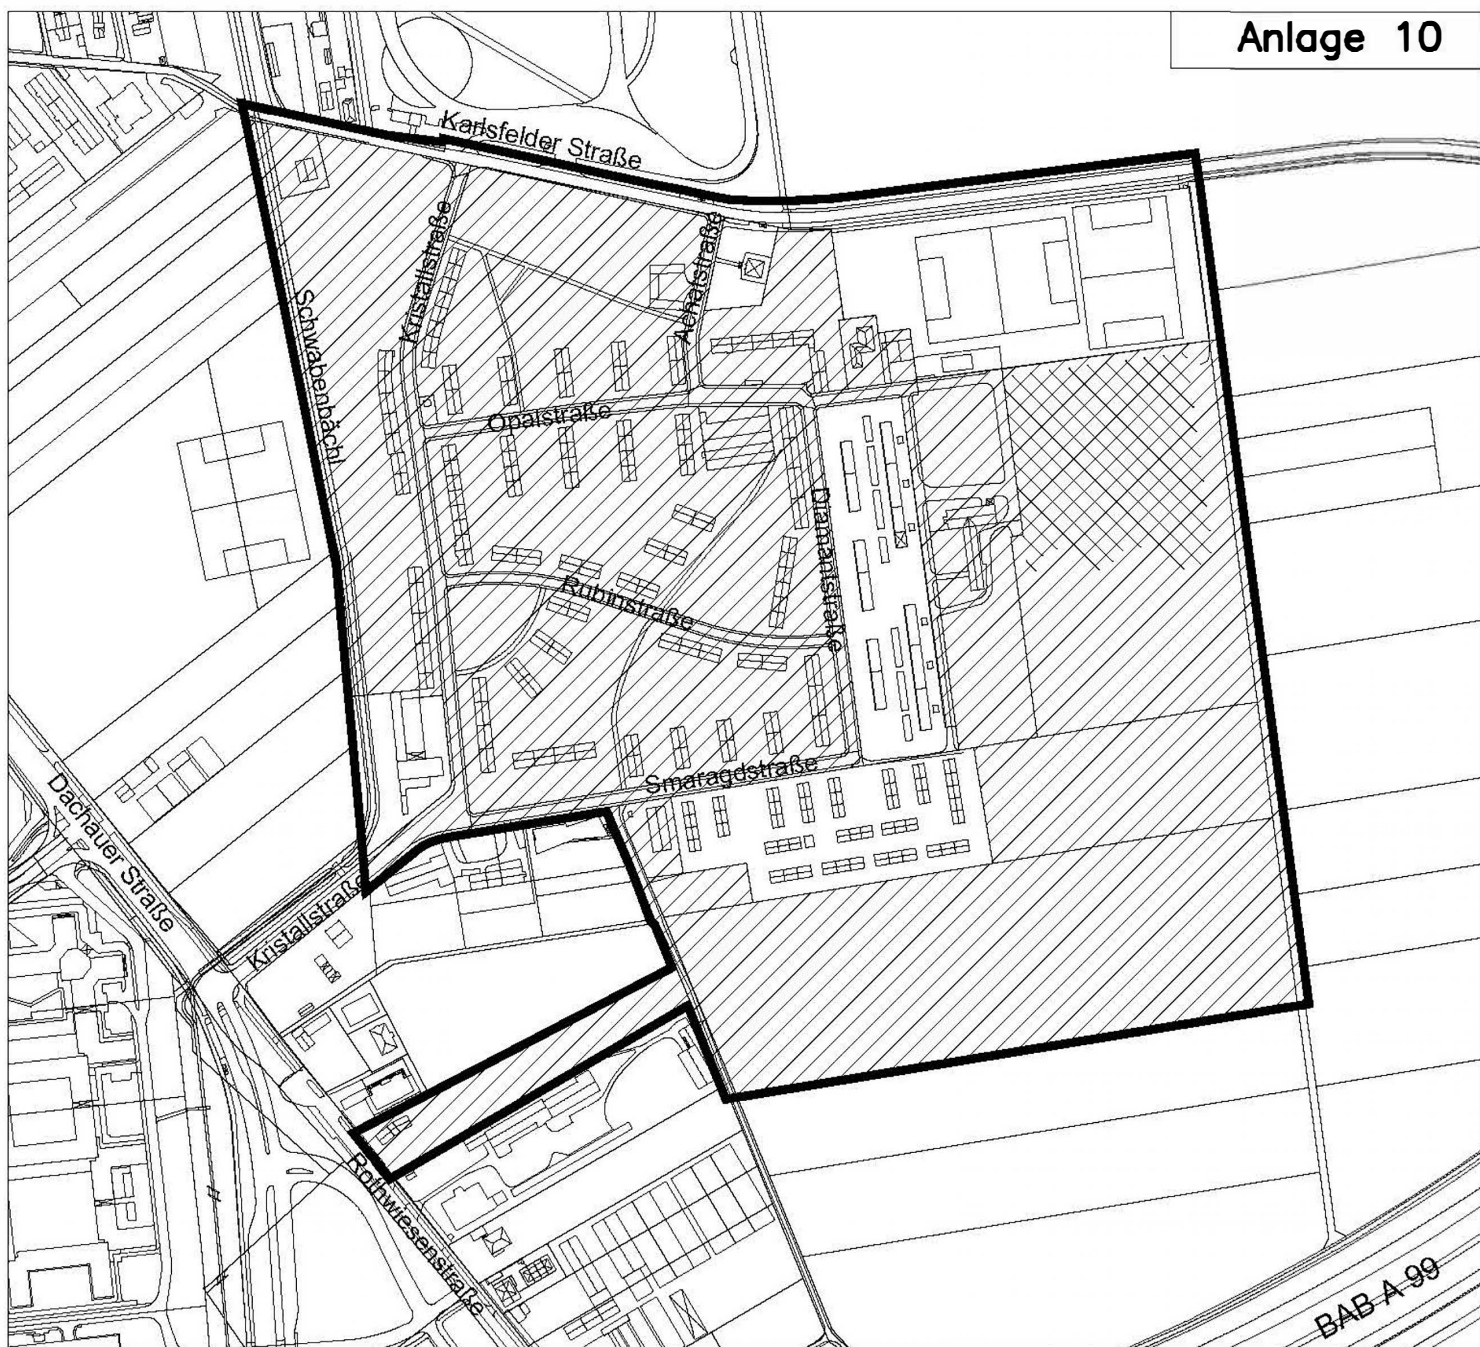 Anlage 10
Karlsfelder Straße
Kristallstraße
Achatstraße
Schwabenbächl
Opalstraße
Diamantstraße
Rubinstraße
Smaragdstraße
Dachauer Straße
Kristallstraße
Rothwiesenstraße
BAB A 99